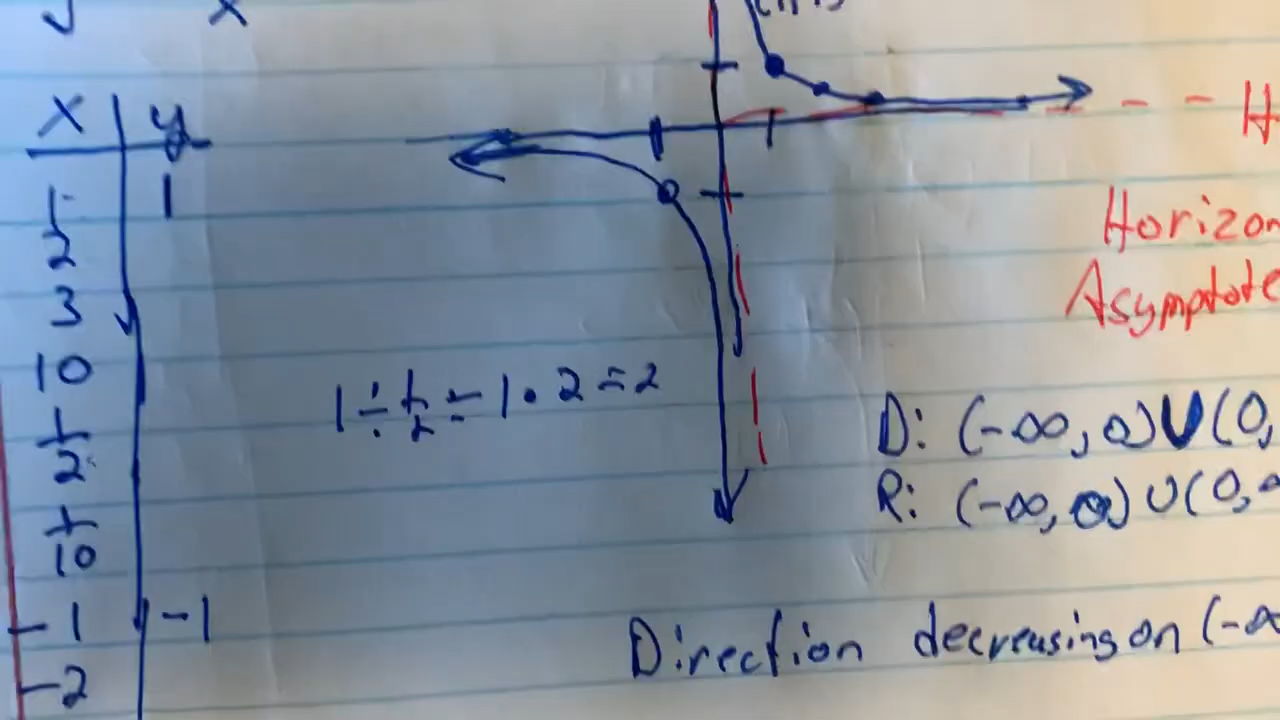 x
x y
1 1
2
3
10
1/2
1/10
-1 -1
-2
1 ÷ 1/2 = 1 · 2 = 2
H
Horizon
Asymptote
D: (-∞, 0) U (0,
R: (-∞, 0) U (0, ∞
Direction decreasing on (-∞